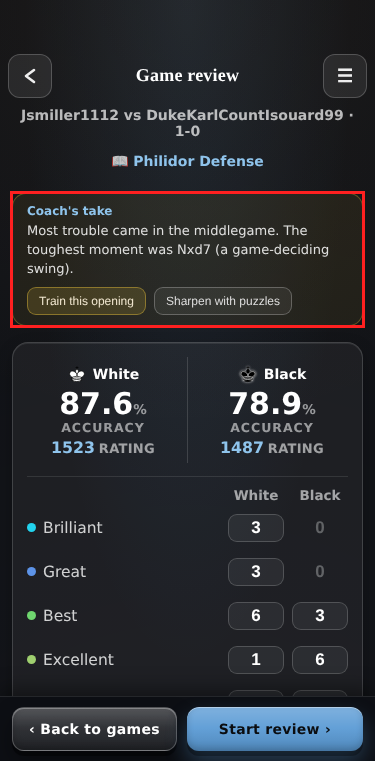 Game review
Jsmiller1112 vs DukeKarlCountIsouard99 ·
1-0
📖 Philidor Defense
Coach's take
Most trouble came in the middlegame. The
toughest moment was Nxd7 (a game-deciding
swing).
Train this opening
Sharpen with puzzles
White
Black
87.6%
78.9%
ACCURACY
ACCURACY
1523 RATING
1487 RATING
White Black
Brilliant 3 0
Great 3 0
Best 6 3
Excellent 1 6
‹ Back to games
Start review ›